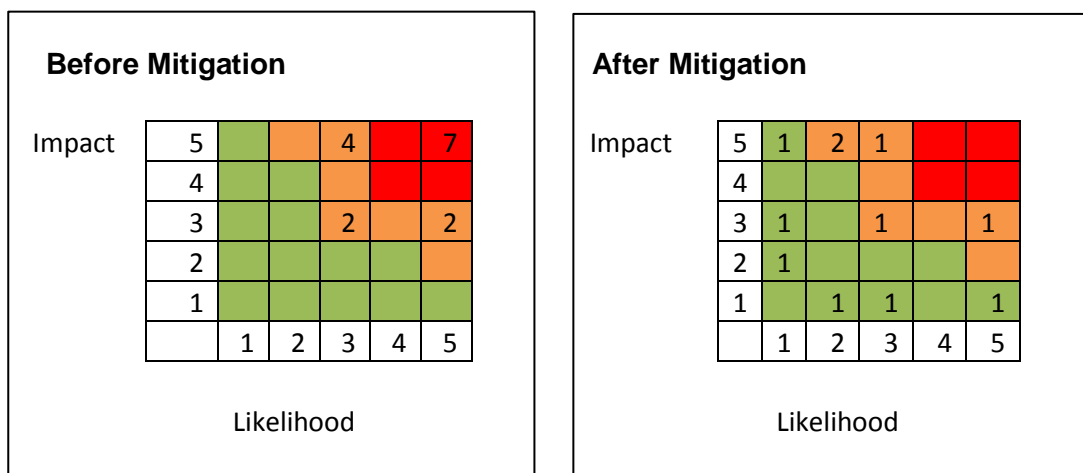 Before Mitigation
Impact
5 4 7
4
3 2 2
2
1
1 2 3 4 5
Likelihood
After Mitigation
Impact
5 1 2 1
4
3 1 1 1
2 1
1 1 1 1
1 2 3 4 5
Likelihood